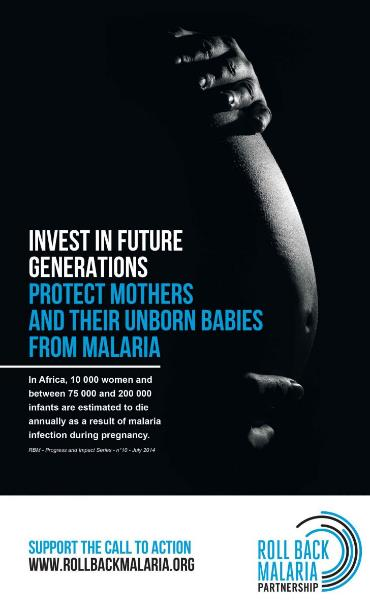 INVEST IN FUTURE
GENERATIONS
PROTECT MOTHERS
AND THEIR UNBORN BABIES
FROM MALARIA
In Africa, 10 000 women and
between 75 000 and 200 000
infants are estimated to die
annually as a result of malaria
infection during pregnancy.
RBM - Progress and Impact Series - n°10 - July 2014
SUPPORT THE CALL TO ACTION
WWW.ROLLBACKMALARIA.ORG
ROLL BACK
MALARIA
PARTNERSHIP